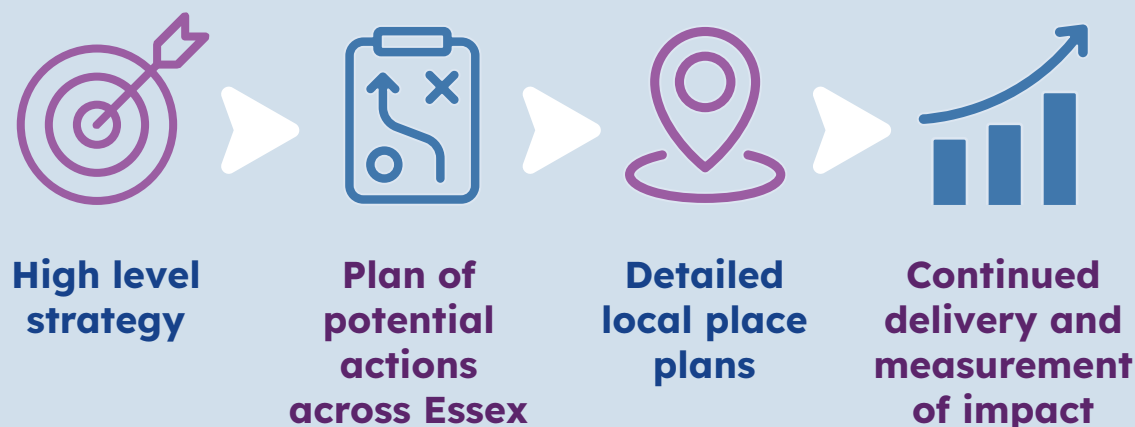 High level
strategy
Plan of
potential
actions
across Essex
Detailed
local place
plans
Continued
delivery and
measurement
of impact